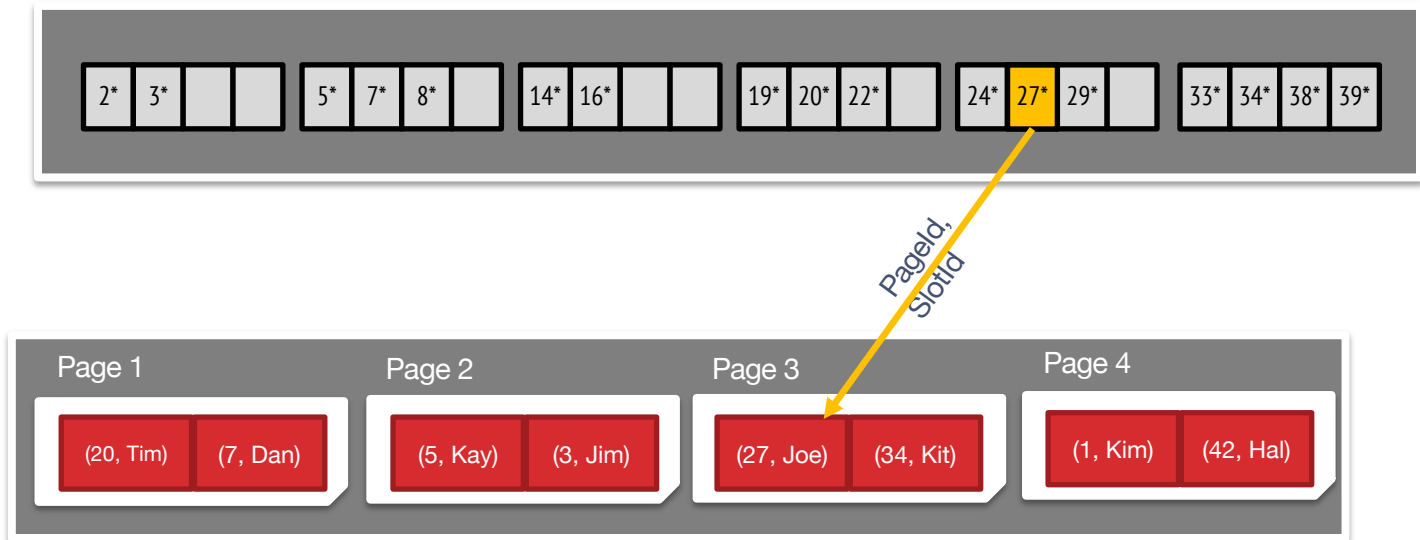 2* 3* 5* 7* 8* 14* 16* 19* 20* 22* 24* 27* 29* 33* 34* 38* 39*
PageId,
SlotId
Page 1 Page 2 Page 3 Page 4
(20, Tim) (7, Dan) (5, Kay) (3, Jim) (27, Joe) (34, Kit) (1, Kim) (42, Hal)